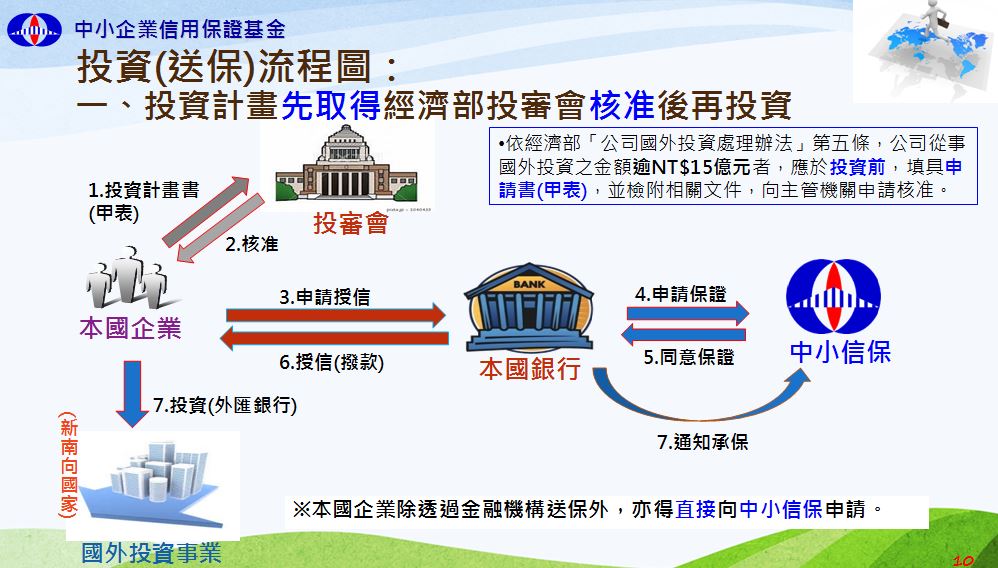 中小企業信用保證基金
投資(送保)流程圖：
一、投資計畫先取得經濟部投審會核准後再投資
•依經濟部「公司國外投資處理辦法」第五條，公司從事
國外投資之金額逾NT$15億元者，應於投資前，填具申
請書(甲表)，並檢附相關文件，向主管機關申請核准。
1.投資計畫書
(甲表)
投審會
2.核准
本國企業
3.申請授信
BANK
4.申請保證
6.授信(撥款)
本國銀行
5.同意保證
中小信保
7.投資(外匯銀行)
7.通知承保
(新南向國家)
※本國企業除透過金融機構送保外，亦得直接向中小信保申請。
國外投資事業
10